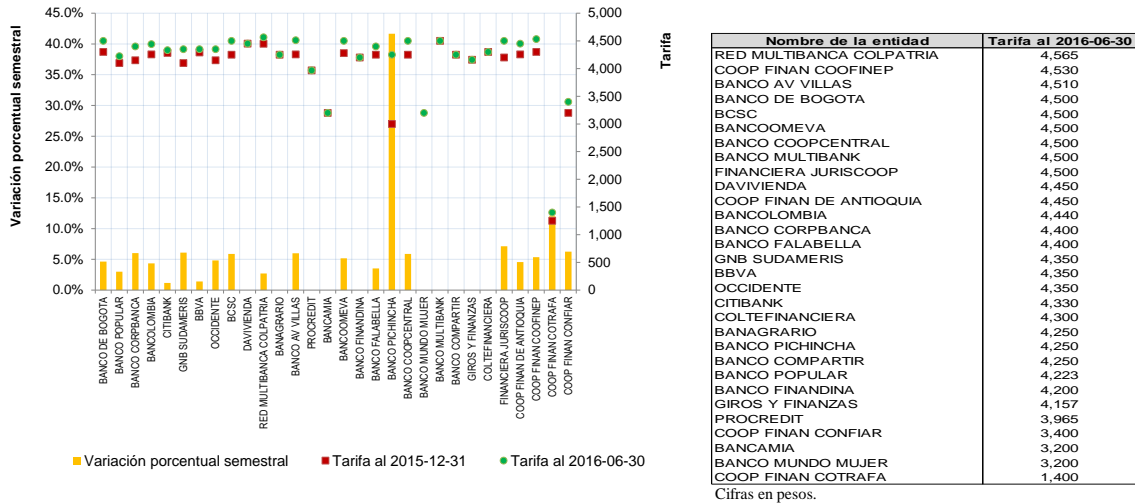 Variación porcentual semestral
45.0%
40.0%
35.0%
30.0%
25.0%
20.0%
15.0%
10.0%
5.0%
0.0%
Tarifa
5,000
4,500
4,000
3,500
3,000
2,500
2,000
1,500
1,000
500
0
BANCO DE BOGOTA
BANCO POPULAR
BANCO CORPBANCA
BANCOLOMBIA
CITIBANK
GNB SUDAMERIS
BBVA
OCCIDENTE
BCSC
DAVIVIENDA
RED MULTIBANCA COLPATRIA
BANAGRARIO
BANCO AV VILLAS
PROCREDIT
BANCAMIA
BANCOOMEVA
BANCO FINANDINA
BANCO FALABELLA
BANCO PICHINCHA
BANCO COOPCENTRAL
BANCO MUNDO MUJER
BANCO MULTIBANK
BANCO COMPARTIR
GIROS Y FINANZAS
COLTEFINANCIERA
FINANCIERA JURISCOOP
COOP FINAN DE ANTIOQUIA
COOP FINAN COOFINEP
COOP FINAN COTRAFA
COOP FINAN CONFIAR
Variación porcentual semestral
Tarifa al 2015-12-31
Tarifa al 2016-06-30
Nombre de la entidad Tarifa al 2016-06-30
RED MULTIBANCA COLPATRIA 4,565
COOP FINAN COOFINEP 4,530
BANCO AV VILLAS 4,510
BANCO DE BOGOTA 4,500
BCSC 4,500
BANCOOMEVA 4,500
BANCO COOPCENTRAL 4,500
BANCO MULTIBANK 4,500
FINANCIERA JURISCOOP 4,500
DAVIVIENDA 4,450
COOP FINAN DE ANTIOQUIA 4,450
BANCOLOMBIA 4,440
BANCO CORPBANCA 4,400
BANCO FALABELLA 4,400
GNB SUDAMERIS 4,350
BBVA 4,350
OCCIDENTE 4,350
CITIBANK 4,330
COLTEFINANCIERA 4,300
BANAGRARIO 4,250
BANCO PICHINCHA 4,250
BANCO COMPARTIR 4,250
BANCO POPULAR 4,223
BANCO FINANDINA 4,200
GIROS Y FINANZAS 4,157
PROCREDIT 3,965
COOP FINAN CONFIAR 3,400
BANCAMIA 3,200
BANCO MUNDO MUJER 3,200
COOP FINAN COTRAFA 1,400
Cifras en pesos.